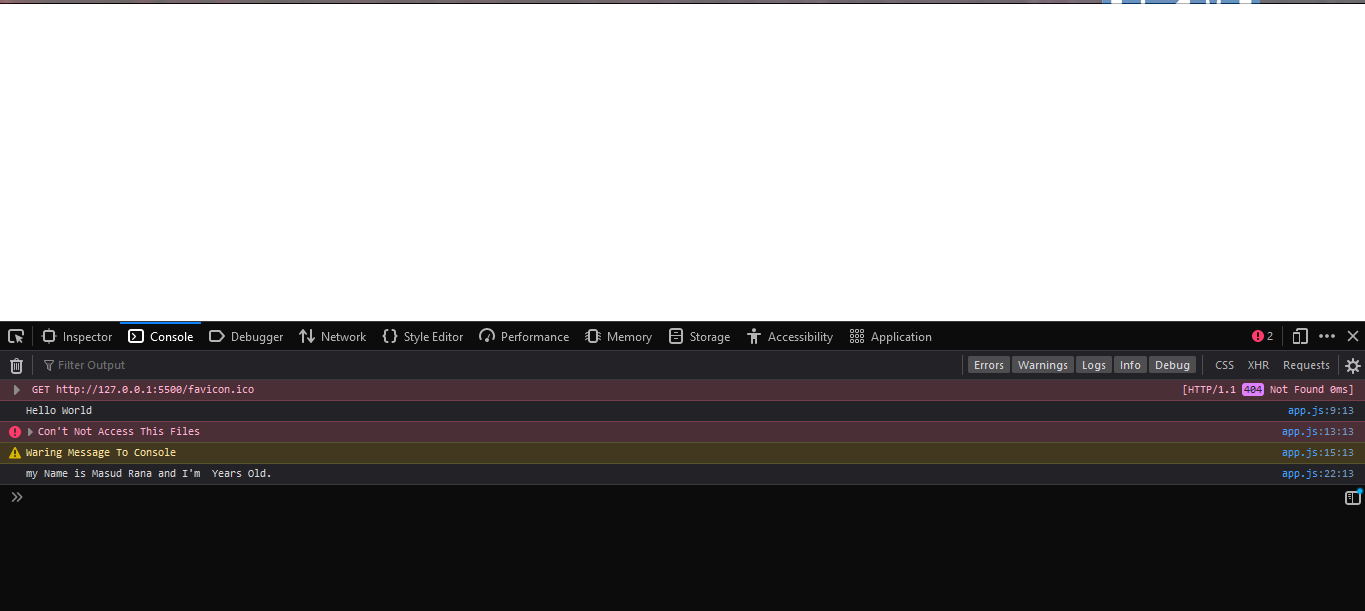 Inspector Console Debugger Network Style Editor Performance Memory Storage Accessibility Application 2
Filter Output Errors Warnings Logs Info Debug CSS XHR Requests
GET http://127.0.0.1:5500/favicon.ico [HTTP/1.1 404 Not Found 0ms]
Hello World app.js:9:13
Con't Not Access This Files app.js:13:13
Waring Message To Console app.js:15:13
my Name is Masud Rana and I'm  Years Old. app.js:22:13